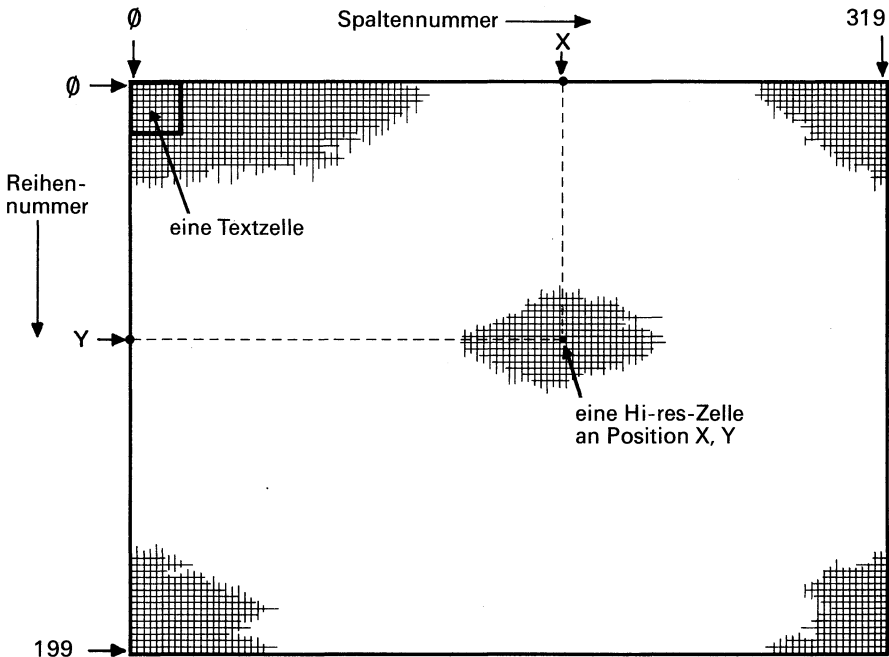 Ø
Spaltennummer
319
X
Ø
Reihen-
nummer
eine Textzelle
Y
eine Hi-res-Zelle
an Position X, Y
199